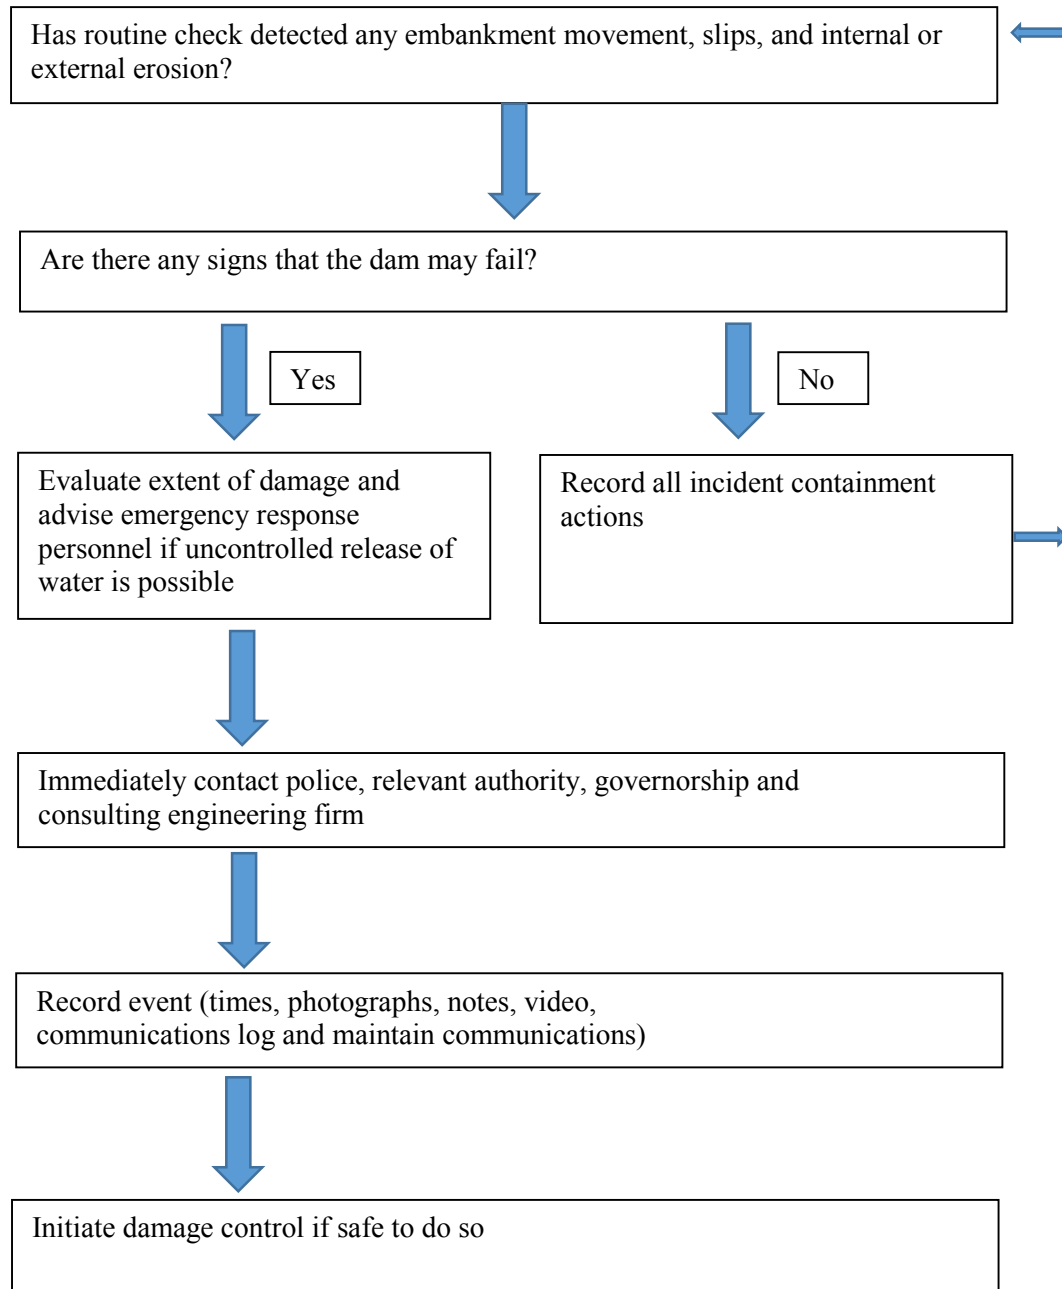 Has routine check detected any embankment movement, slips, and internal or
external erosion?
Are there any signs that the dam may fail?
Yes
No
Evaluate extent of damage and
advise emergency response
personnel if uncontrolled release of
water is possible
Record all incident containment
actions
Immediately contact police, relevant authority, governorship and
consulting engineering firm
Record event (times, photographs, notes, video,
communications log and maintain communications)
Initiate damage control if safe to do so